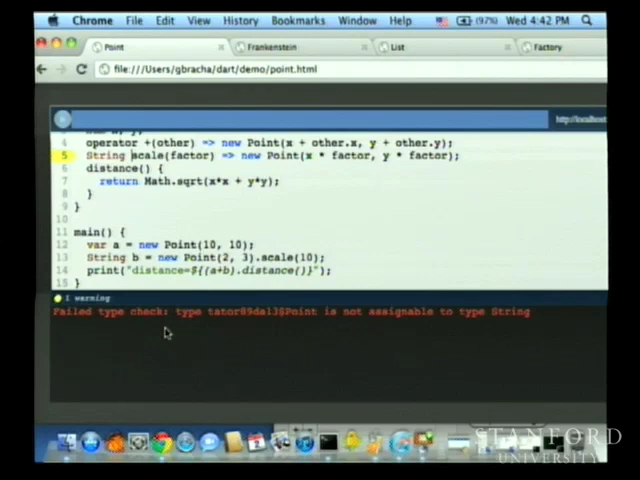 Chrome File Edit View History Bookmarks Window Help (97%) Wed 4:42 PM
Point Frankenstein List Factory
file:///Users/gbracha/dart/demo/point.html
http://localhost
4 operator +(other) => new Point(x + other.x, y + other.y);
5 String scale(factor) => new Point(x * factor, y * factor);
6 distance() {
7 return Math.sqrt(x*x + y*y);
8 }
9 }
10
11 main() {
12 var a = new Point(10, 10);
13 String b = new Point(2, 3).scale(10);
14 print("distance=${(a+b).distance()}");
15 }
1 warning
Failed type check: type tator89da13$Point is not assignable to type String
STANFORD
UNIVERSITY